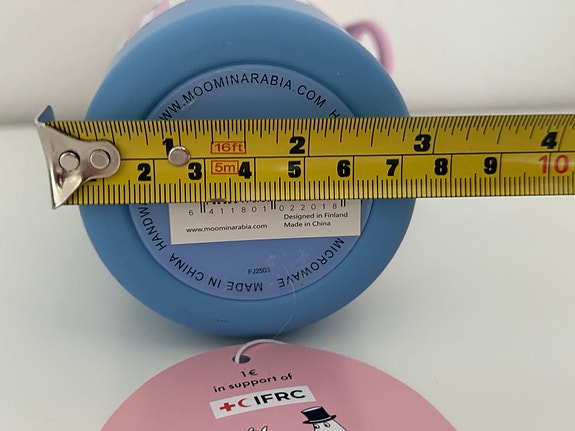 WWW.MOOMINARABIA.COM H
1 16ft 2 3 4
2 3 5m 4 5 6 7 8 9 10
6 411801 022018
Designed in Finland
www.moominarabia.com Made in China
FJ2503
MICROWAVE
MADE IN CHINA HANDW
1€
in support of
IFRC